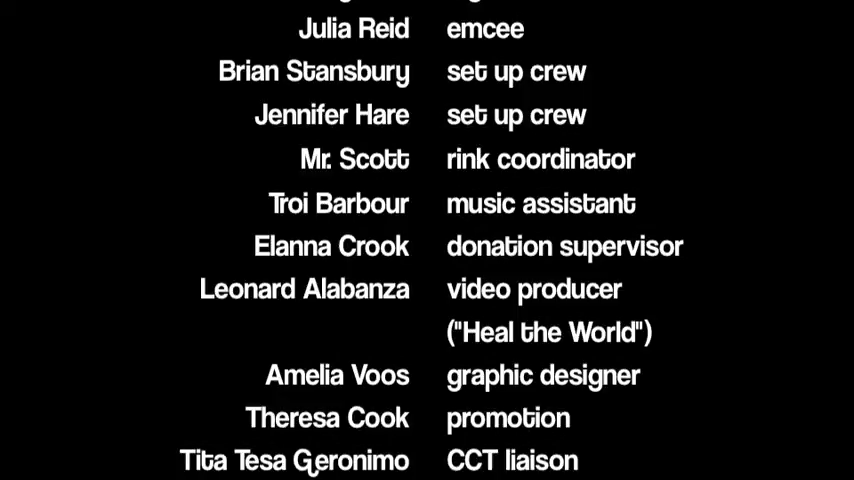 Julia Reid emcee
Brian Stansbury set up crew
Jennifer Hare set up crew
Mr. Scott rink coordinator
Troi Barbour music assistant
Elanna Crook donation supervisor
Leonard Alabanza video producer
("Heal the World")
Amelia Voos graphic designer
Theresa Cook promotion
Tita Tesa Geronimo CCT liaison